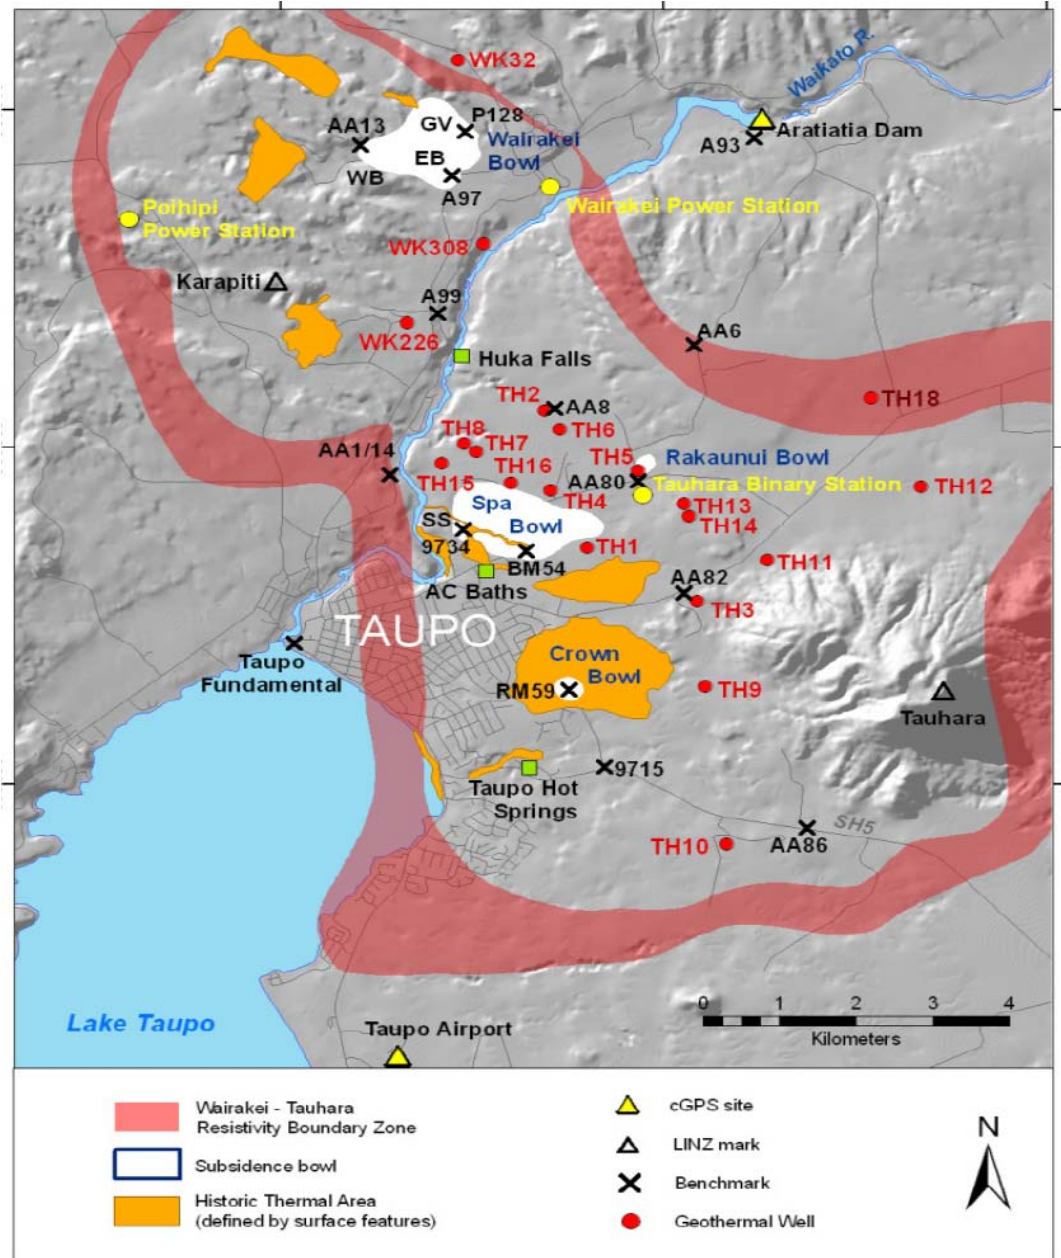 WK32
Waikato R.
P128
GV
AA13
Wairakei
Bowl
Aratiatia Dam
A93
EB
WB
A97
Wairakei Power Station
Poihipi
Power Station
WK308
Karapiti
A99
WK226
AA6
Huka Falls
TH2
AA8
TH18
TH8
TH6
TH7
AA1/14
TH5
Rakaunui Bowl
TH16
TH15
AA80
Tauhara Binary Station
TH12
TH4
Spa
Bowl
TH13
TH14
SS
9734
TH1
BM54
TH11
AA82
AC Baths
TH3
TAUPO
Taupo
Fundamental
Crown
Bowl
RM59
TH9
Tauhara
9715
Taupo Hot
Springs
SH5
TH10
AA86
0 1 2 3 4
Kilometers
Lake Taupo
Taupo Airport
Wairakei - Tauhara
Resistivity Boundary Zone
Subsidence bowl
Historic Thermal Area
(defined by surface features)
cGPS site
LINZ mark
Benchmark
Geothermal Well
N